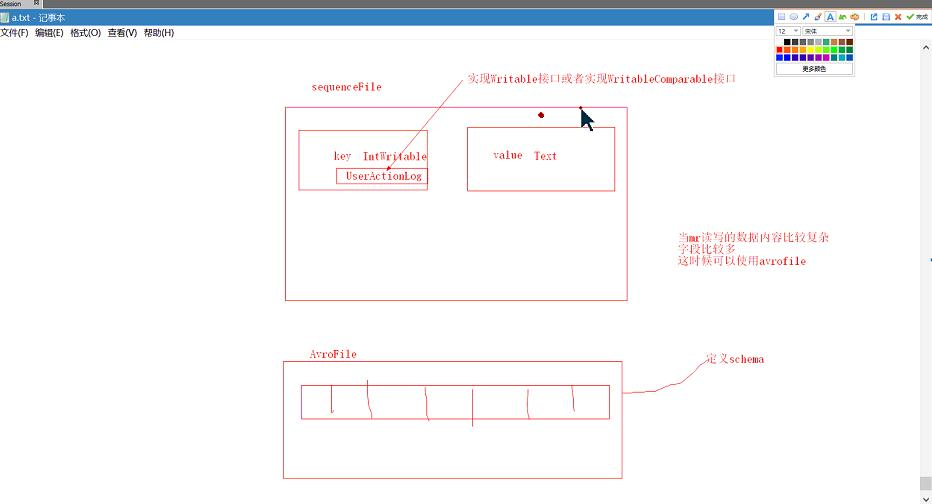 Session
a.txt - 记事本
文件(F) 编辑(E) 格式(O) 查看(V) 帮助(H)
完成
12 宋体
更多颜色
实现Writable接口或者实现WritableComparable接口
sequenceFile
key IntWritable
UserActionLog
value Text
当mr读写的数据内容比较复杂
字段比较多
这时候可以使用avrofile
AvroFile
定义schema